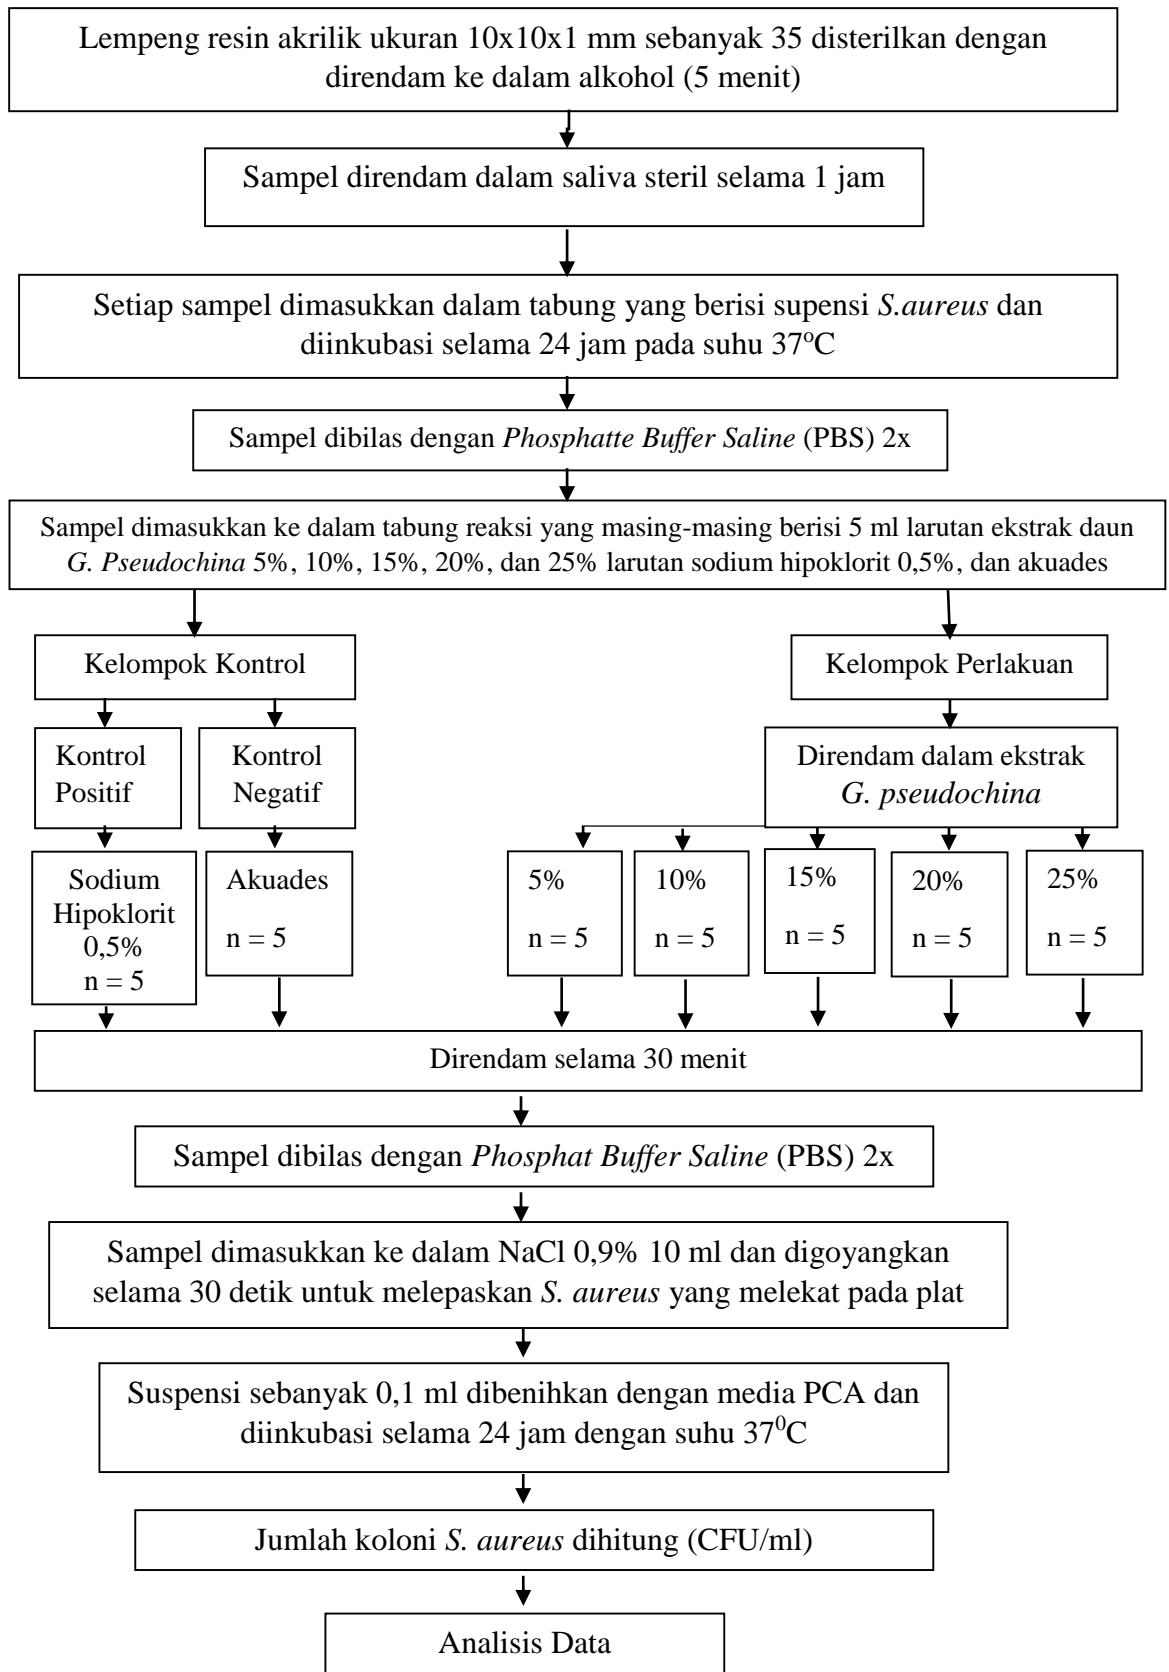 Lempeng resin akrilik ukuran 10x10x1 mm sebanyak 35 disterilkan dengan
direndam ke dalam alkohol (5 menit)
Sampel direndam dalam saliva steril selama 1 jam
Setiap sampel dimasukkan dalam tabung yang berisi supensi S.aureus dan
diinkubasi selama 24 jam pada suhu 37°C
Sampel dibilas dengan Phosphatte Buffer Saline (PBS) 2x
Sampel dimasukkan ke dalam tabung reaksi yang masing-masing berisi 5 ml larutan ekstrak daun
G. Pseudochina 5%, 10%, 15%, 20%, dan 25% larutan sodium hipoklorit 0,5%, dan akuades
Kelompok Kontrol
Kelompok Perlakuan
Kontrol
Positif
Kontrol
Negatif
Direndam dalam ekstrak
G. pseudochina
Sodium
Hipoklorit
0,5%
n = 5
Akuades
n = 5
5%
n = 5
10%
n = 5
15%
n = 5
20%
n = 5
25%
n = 5
Direndam selama 30 menit
Sampel dibilas dengan Phosphat Buffer Saline (PBS) 2x
Sampel dimasukkan ke dalam NaCl 0,9% 10 ml dan digoyangkan
selama 30 detik untuk melepaskan S. aureus yang melekat pada plat
Suspensi sebanyak 0,1 ml dibenihkan dengan media PCA dan
diinkubasi selama 24 jam dengan suhu 37⁰C
Jumlah koloni S. aureus dihitung (CFU/ml)
Analisis Data